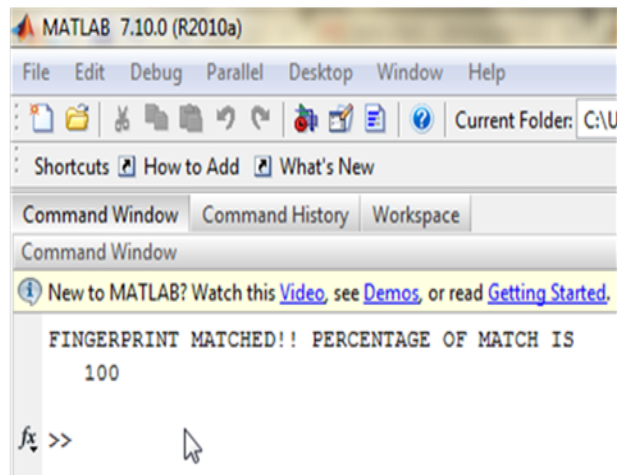 MATLAB 7.10.0 (R2010a)
File Edit Debug Parallel Desktop Window Help
Current Folder: C:\U
Shortcuts How to Add What's New
Command Window Command History Workspace
Command Window
New to MATLAB? Watch this Video, see Demos, or read Getting Started.
FINGERPRINT MATCHED!! PERCENTAGE OF MATCH IS
100
fx >>